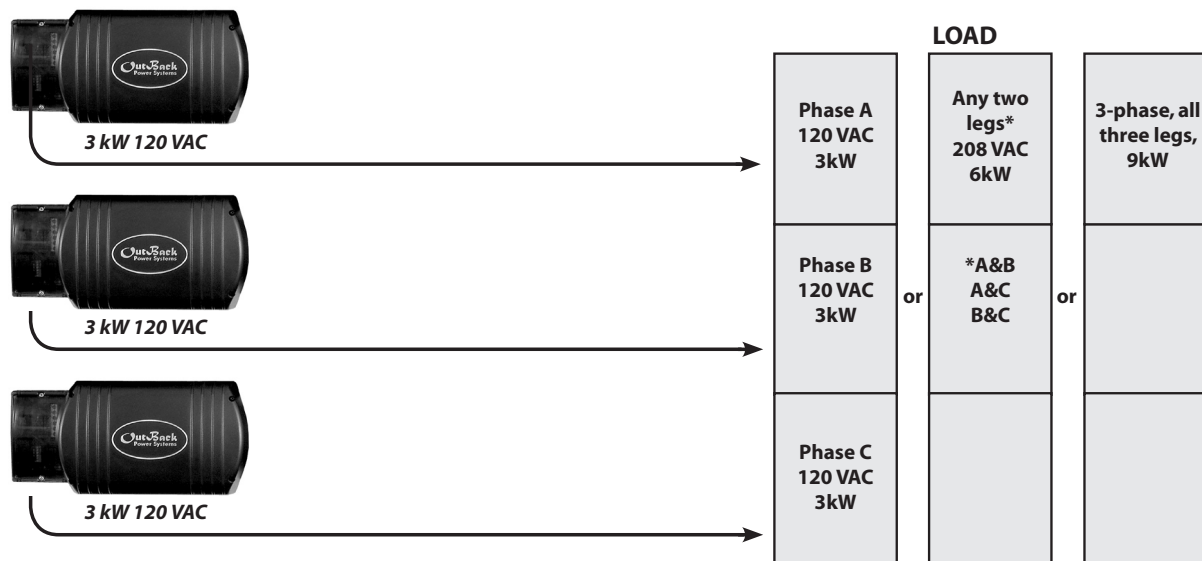 OutBack
Power Systems
3 kW 120 VAC
OutBack
Power Systems
3 kW 120 VAC
OutBack
Power Systems
3 kW 120 VAC
LOAD
Phase A
120 VAC
3kW
Any two
legs*
208 VAC
6kW
3-phase, all
three legs,
9kW
Phase B
120 VAC
3kW
or
*A&B
A&C
B&C
or
Phase C
120 VAC
3kW